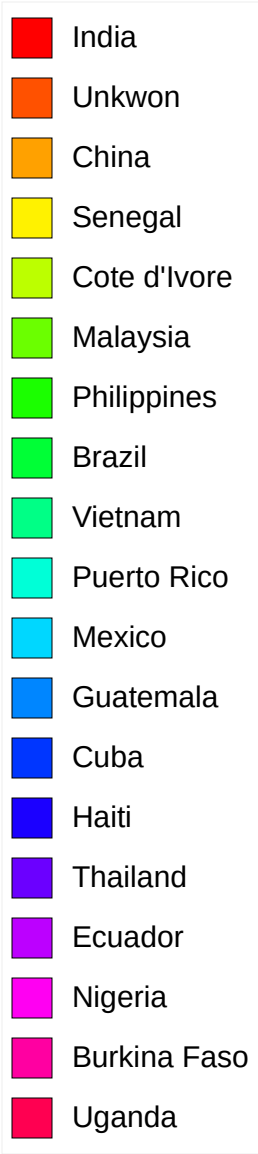 India
Unkwon
China
Senegal
Cote d'Ivore
Malaysia
Philippines
Brazil
Vietnam
Puerto Rico
Mexico
Guatemala
Cuba
Haiti
Thailand
Ecuador
Nigeria
Burkina Faso
Uganda